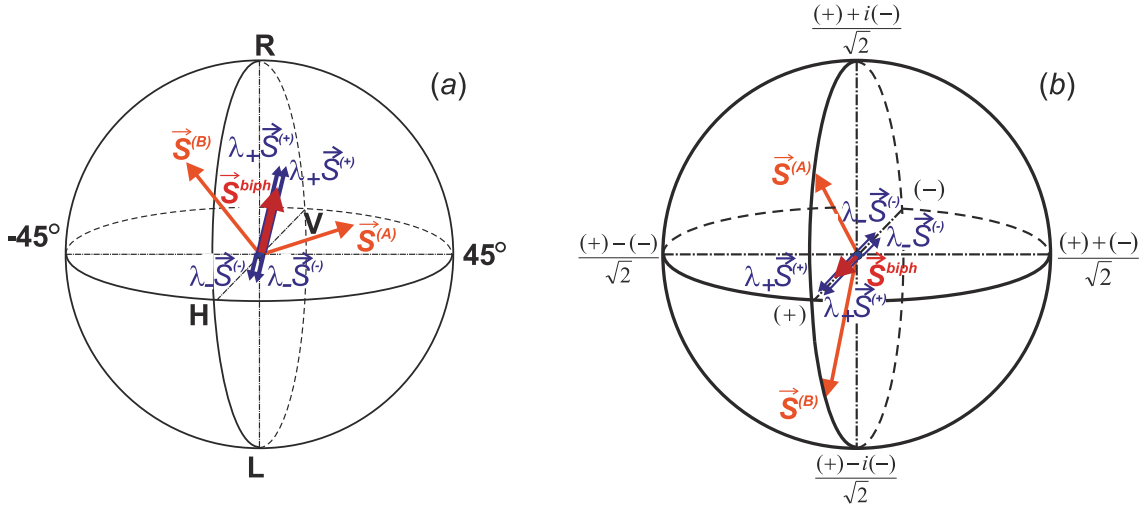 R
(a)
S⃗⁽ᴮ⁾
λ₊S⃗⁽⁺⁾
λ₊S⃗⁽⁺⁾
S⃗ᵇⁱᵖʰ
V
-45°
S⃗⁽ᴬ⁾
45°
λ₋S⃗⁽⁻⁾
λ₋S⃗⁽⁻⁾
H
L
(+) + i(−)
√2
(b)
S⃗⁽ᴬ⁾
(−)
λ₋S⃗⁽⁻⁾
λ₋S⃗⁽⁻⁾
(+) − (−)
√2
(+) + (−)
√2
λ₊S⃗⁽⁺⁾
S⃗ᵇⁱᵖʰ
(+)
λ₊S⃗⁽⁺⁾
S⃗⁽ᴮ⁾
(+) − i(−)
√2